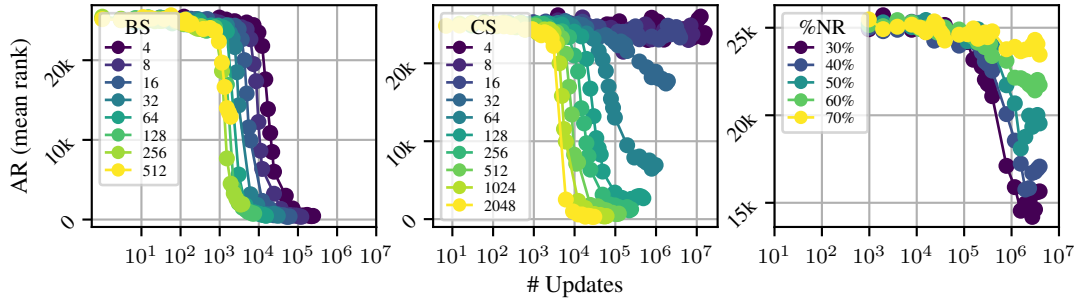 AR (mean rank)
20k
10k
0
BS
4
8
16
32
64
128
256
512
10¹ 10² 10³ 10⁴ 10⁵ 10⁶ 10⁷
20k
10k
0
CS
4
8
16
32
64
128
256
512
1024
2048
10¹ 10² 10³ 10⁴ 10⁵ 10⁶ 10⁷
25k
20k
15k
%NR
30%
40%
50%
60%
70%
10¹ 10² 10³ 10⁴ 10⁵ 10⁶ 10⁷
# Updates